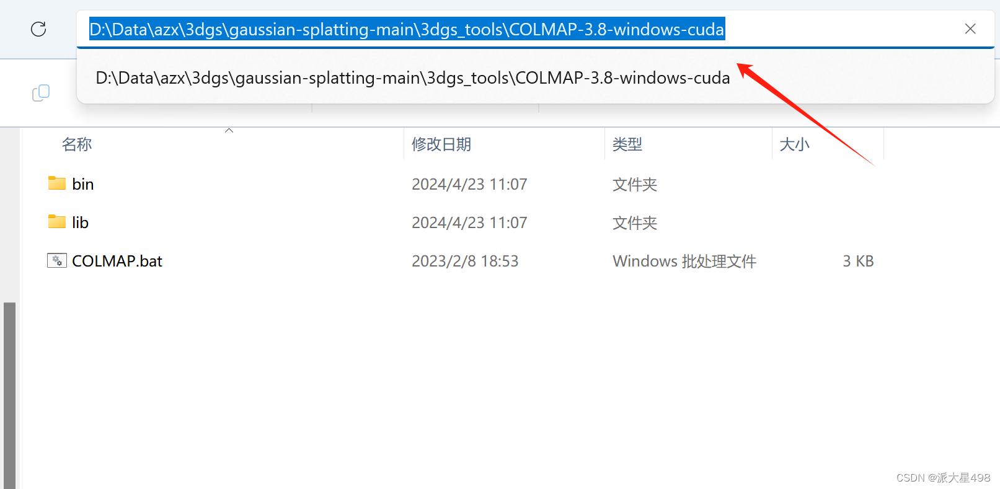 D:\Data\azx\3dgs\gaussian-splatting-main\3dgs_tools\COLMAP-3.8-windows-cuda
D:\Data\azx\3dgs\gaussian-splatting-main\3dgs_tools\COLMAP-3.8-windows-cuda
名称 修改日期 类型 大小
bin 2024/4/23 11:07 文件夹
lib 2024/4/23 11:07 文件夹
COLMAP.bat 2023/2/8 18:53 Windows 批处理文件 3 KB
CSDN @派大星498